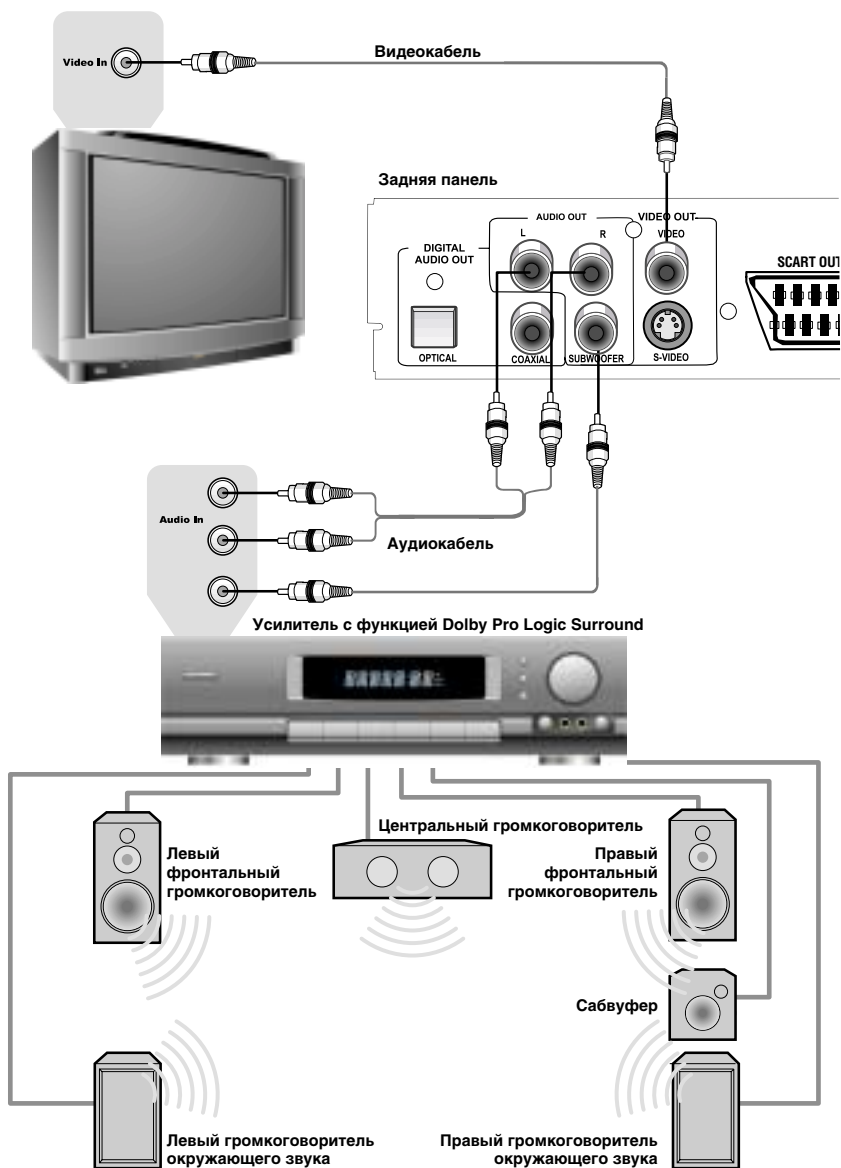 Видеокабель
Video In
Задняя панель
AUDIO OUT
VIDEO OUT
L
R
VIDEO
DIGITAL
AUDIO OUT
SCART OUT
OPTICAL
COAXIAL
SUBWOOFER
S-VIDEO
Audio In
Аудиокабель
Усилитель с функцией Dolby Pro Logic Surround
Центральный громкоговоритель
Левый
фронтальный
громкоговоритель
Правый
фронтальный
громкоговоритель
Сабвуфер
Левый громкоговоритель
окружающего звука
Правый громкоговоритель
окружающего звука